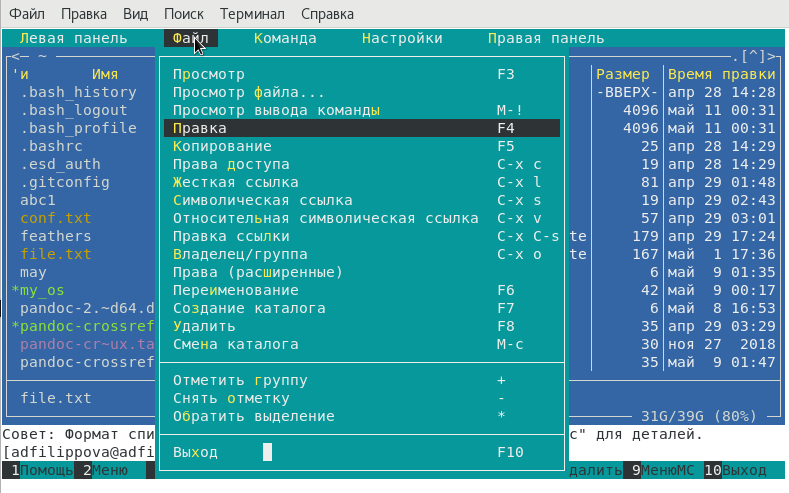 Файл Правка Вид Поиск Терминал Справка
Левая панель Файл Команда Настройки Правая панель
<— ~ .[^]>
'и Имя Просмотр F3 Размер Время правки
.bash_history Просмотр файла... -ВВЕРХ- апр 28 14:28
.bash_logout Просмотр вывода команды M-! 4096 май 11 00:31
.bash_profile Правка F4 4096 май 11 00:31
.bashrc Копирование F5 25 апр 28 14:29
.esd_auth Права доступа C-x c 19 апр 28 14:29
.gitconfig Жесткая ссылка C-x l 81 апр 29 01:48
abc1 Символическая ссылка C-x s 19 апр 29 02:43
conf.txt Относительная символическая ссылка C-x v 57 апр 29 03:01
feathers Правка ссылки C-x C-s te 179 апр 29 17:24
file.txt Владелец/группа C-x o te 167 май 1 17:36
may Права (расширенные) 6 май 9 01:35
*my_os Переименование F6 42 май 9 00:17
pandoc-2.~d64.d Создание каталога F7 6 май 8 16:53
*pandoc-crossref Удалить F8 35 апр 29 03:29
pandoc-cr~ux.ta Смена каталога M-c 30 ноя 27 2018
pandoc-crossref 35 май 9 01:47
Отметить группу +
file.txt Снять отметку -
Обратить выделение * 31G/39G (80%)
Совет: Формат спи с" для деталей.
[adfilippova@adfi Выход F10
1Помощь 2Меню далить 9МенюМС 10Выход